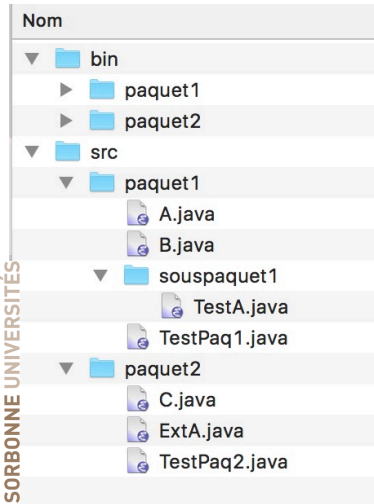 Nom
bin
paquet1
paquet2
src
paquet1
A.java
B.java
souspaquet1
TestA.java
TestPaq1.java
paquet2
C.java
ExtA.java
TestPaq2.java
SORBONNE UNIVERSITÉS